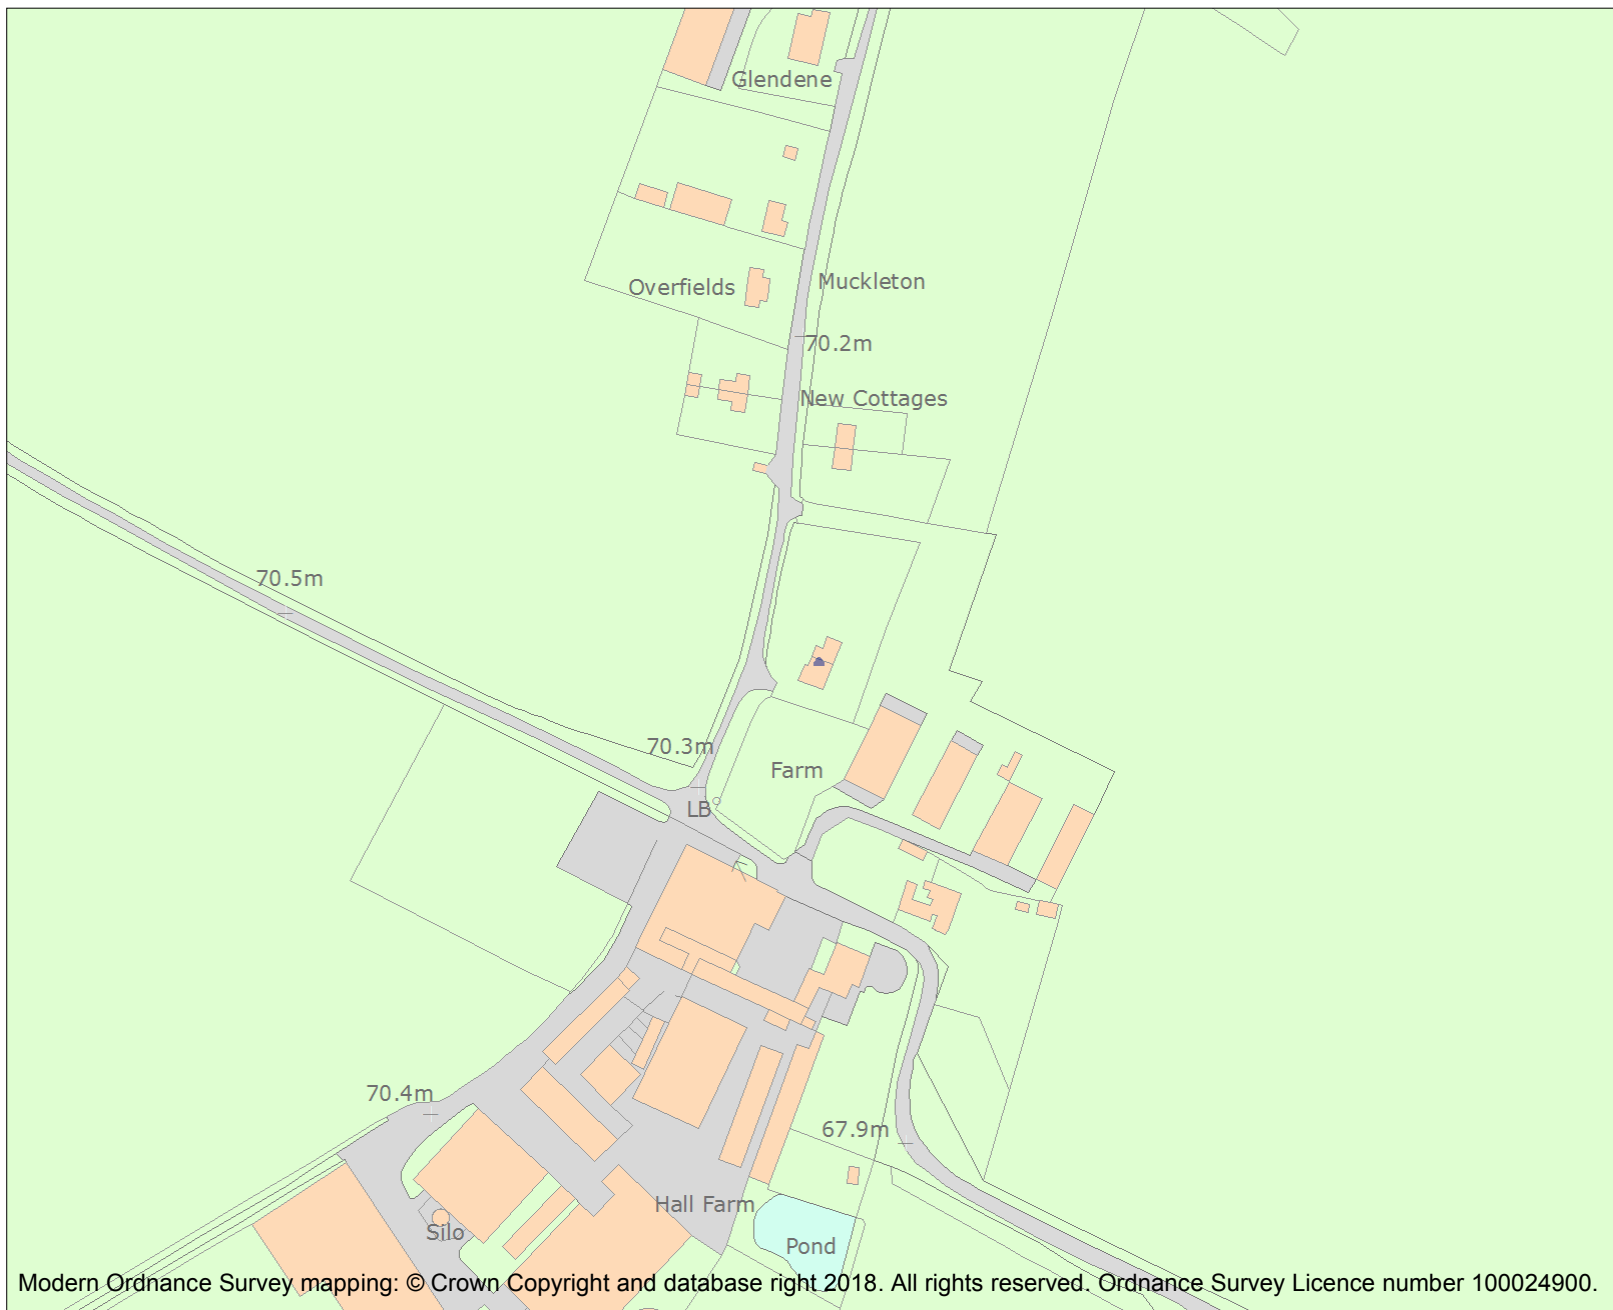 Glendene
Muckleton
Overfields
70.2m
New Cottages
70.5m
70.3m
Farm
LB
70.4m
67.9m
Hall Farm
Silo
Pond
Modern Ordnance Survey mapping: © Crown Copyright and database right 2018. All rights reserved. Ordnance Survey Licence number 100024900.